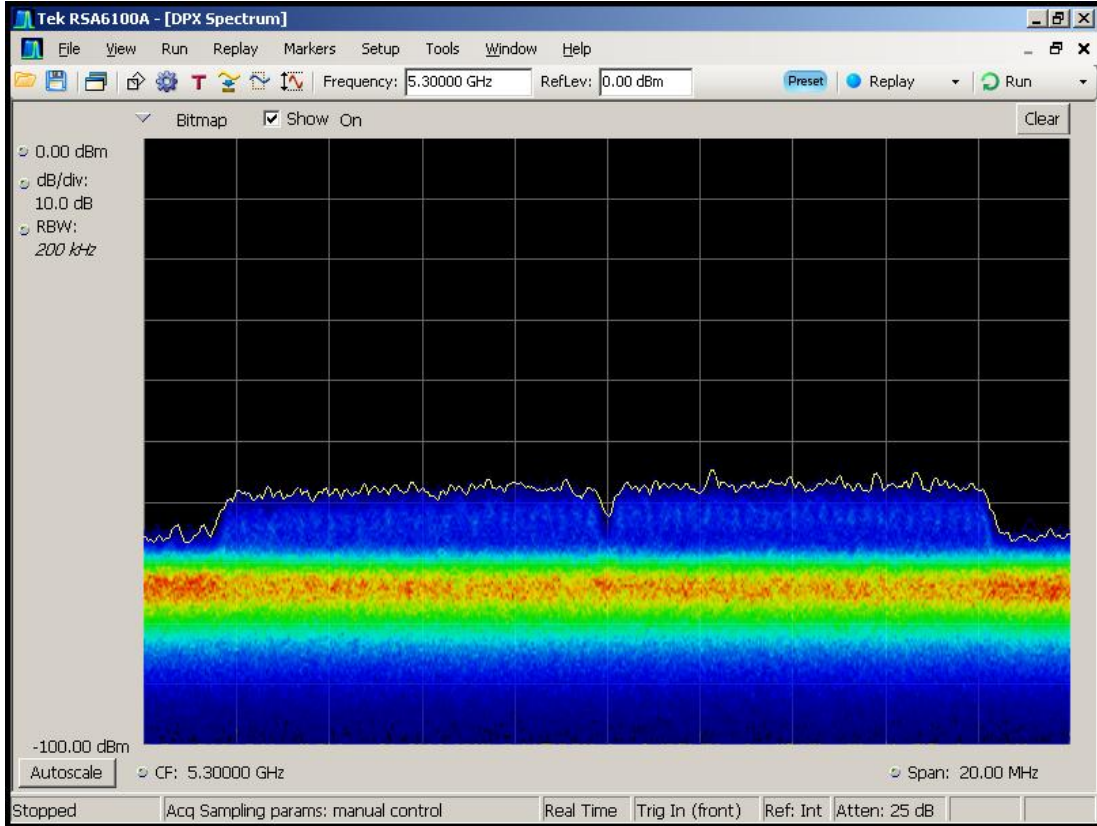 Tek RSA6100A - [DPX Spectrum]
File View Run Replay Markers Setup Tools Window Help
T Frequency: 5.30000 GHz RefLev: 0.00 dBm Preset Replay Run
Bitmap Show On Clear
0.00 dBm
dB/div:
10.0 dB
RBW:
200 kHz
-100.00 dBm
Autoscale CF: 5.30000 GHz Span: 20.00 MHz
Stopped Acq Sampling params: manual control Real Time Trig In (front) Ref: Int Atten: 25 dB